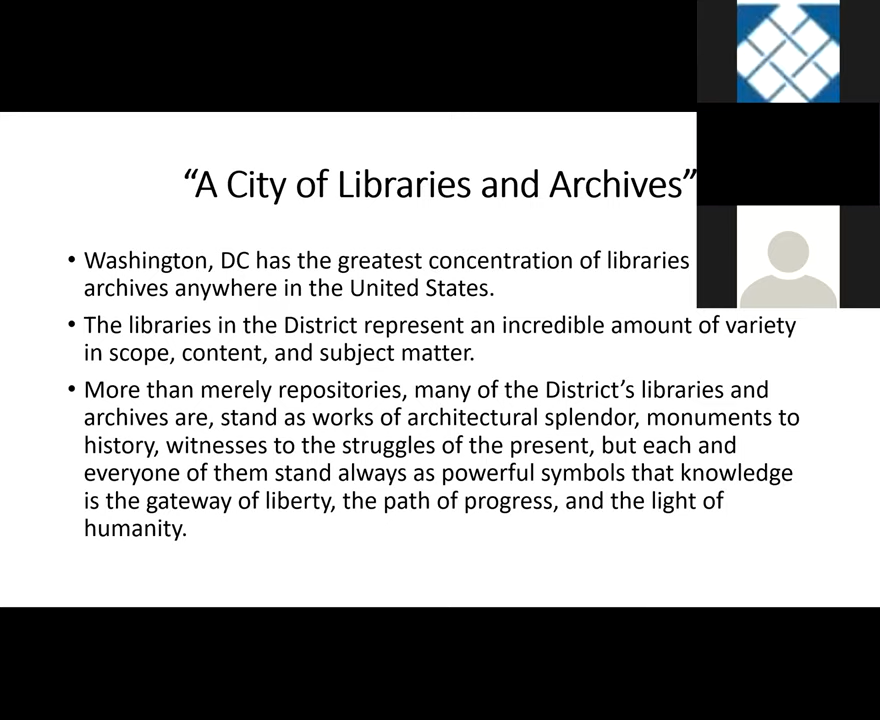 “A City of Libraries and Archives”
• Washington, DC has the greatest concentration of libraries
archives anywhere in the United States.
• The libraries in the District represent an incredible amount of variety
in scope, content, and subject matter.
• More than merely repositories, many of the District’s libraries and
archives are, stand as works of architectural splendor, monuments to
history, witnesses to the struggles of the present, but each and
everyone of them stand always as powerful symbols that knowledge
is the gateway of liberty, the path of progress, and the light of
humanity.